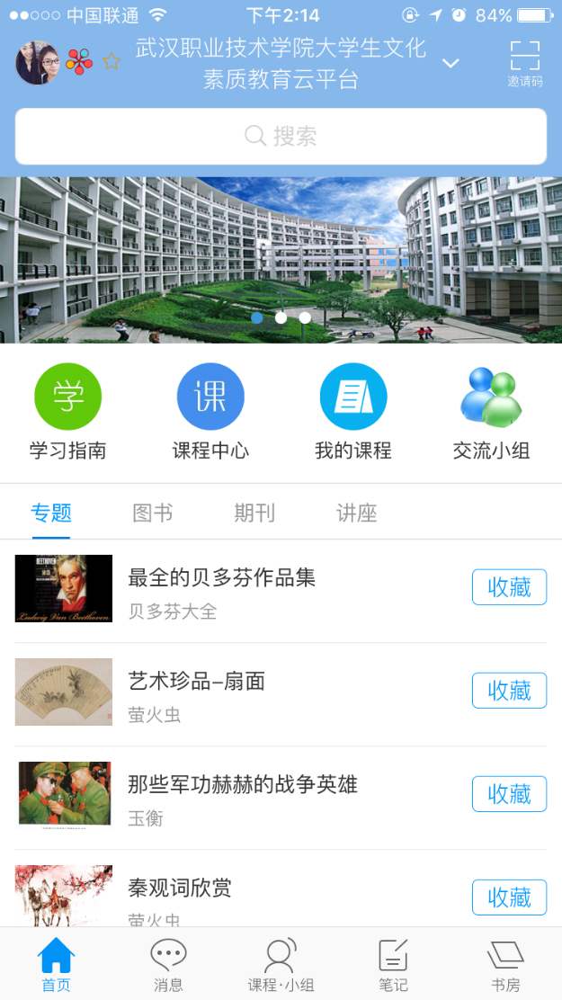 中国联通
下午2:14
84%
武汉职业技术学院大学生文化
素质教育云平台
邀请码
搜索
学
课
学习指南
课程中心
我的课程
交流小组
专题
图书
期刊
讲座
BEETHOVEN
Ludwig Van Beethoven
最全的贝多芬作品集
贝多芬大全
收藏
艺术珍品–扇面
萤火虫
收藏
那些军功赫赫的战争英雄
玉衡
收藏
秦观词欣赏
萤火虫
收藏
首页
消息
课程·小组
笔记
书房